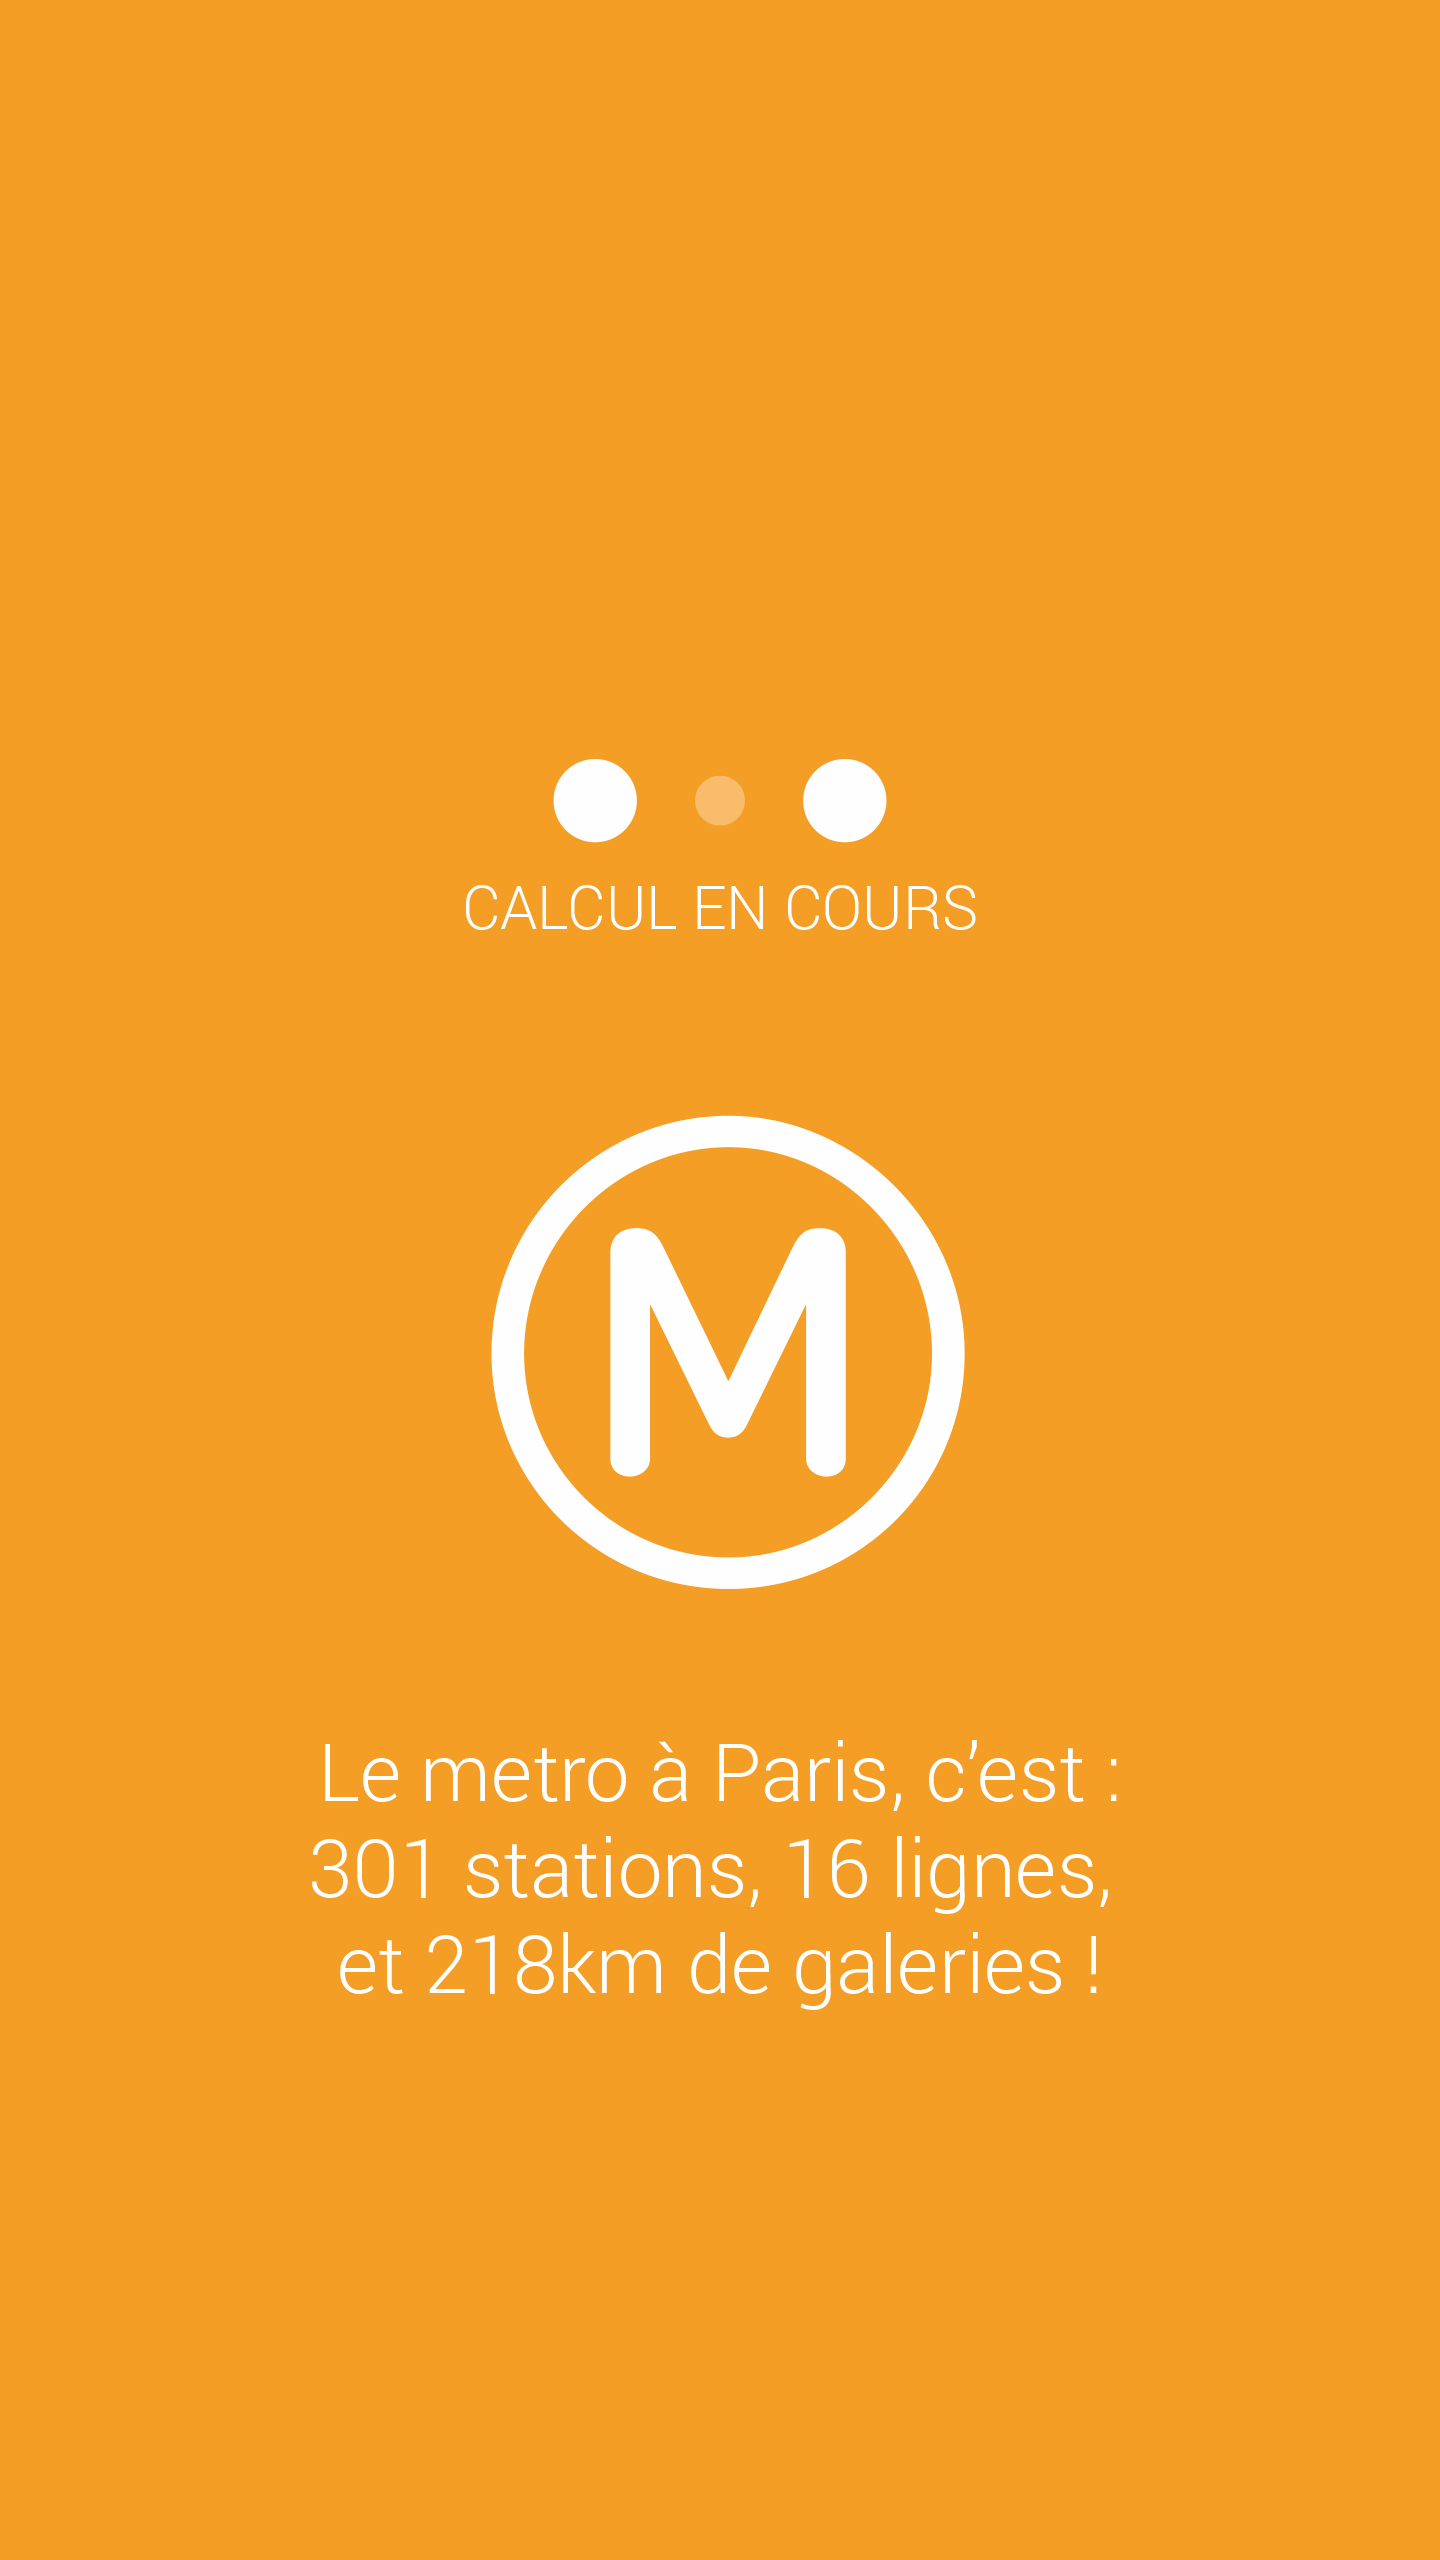 CALCUL EN COURS
M
Le metro à Paris, c’est :
301 stations, 16 lignes,
et 218km de galeries !